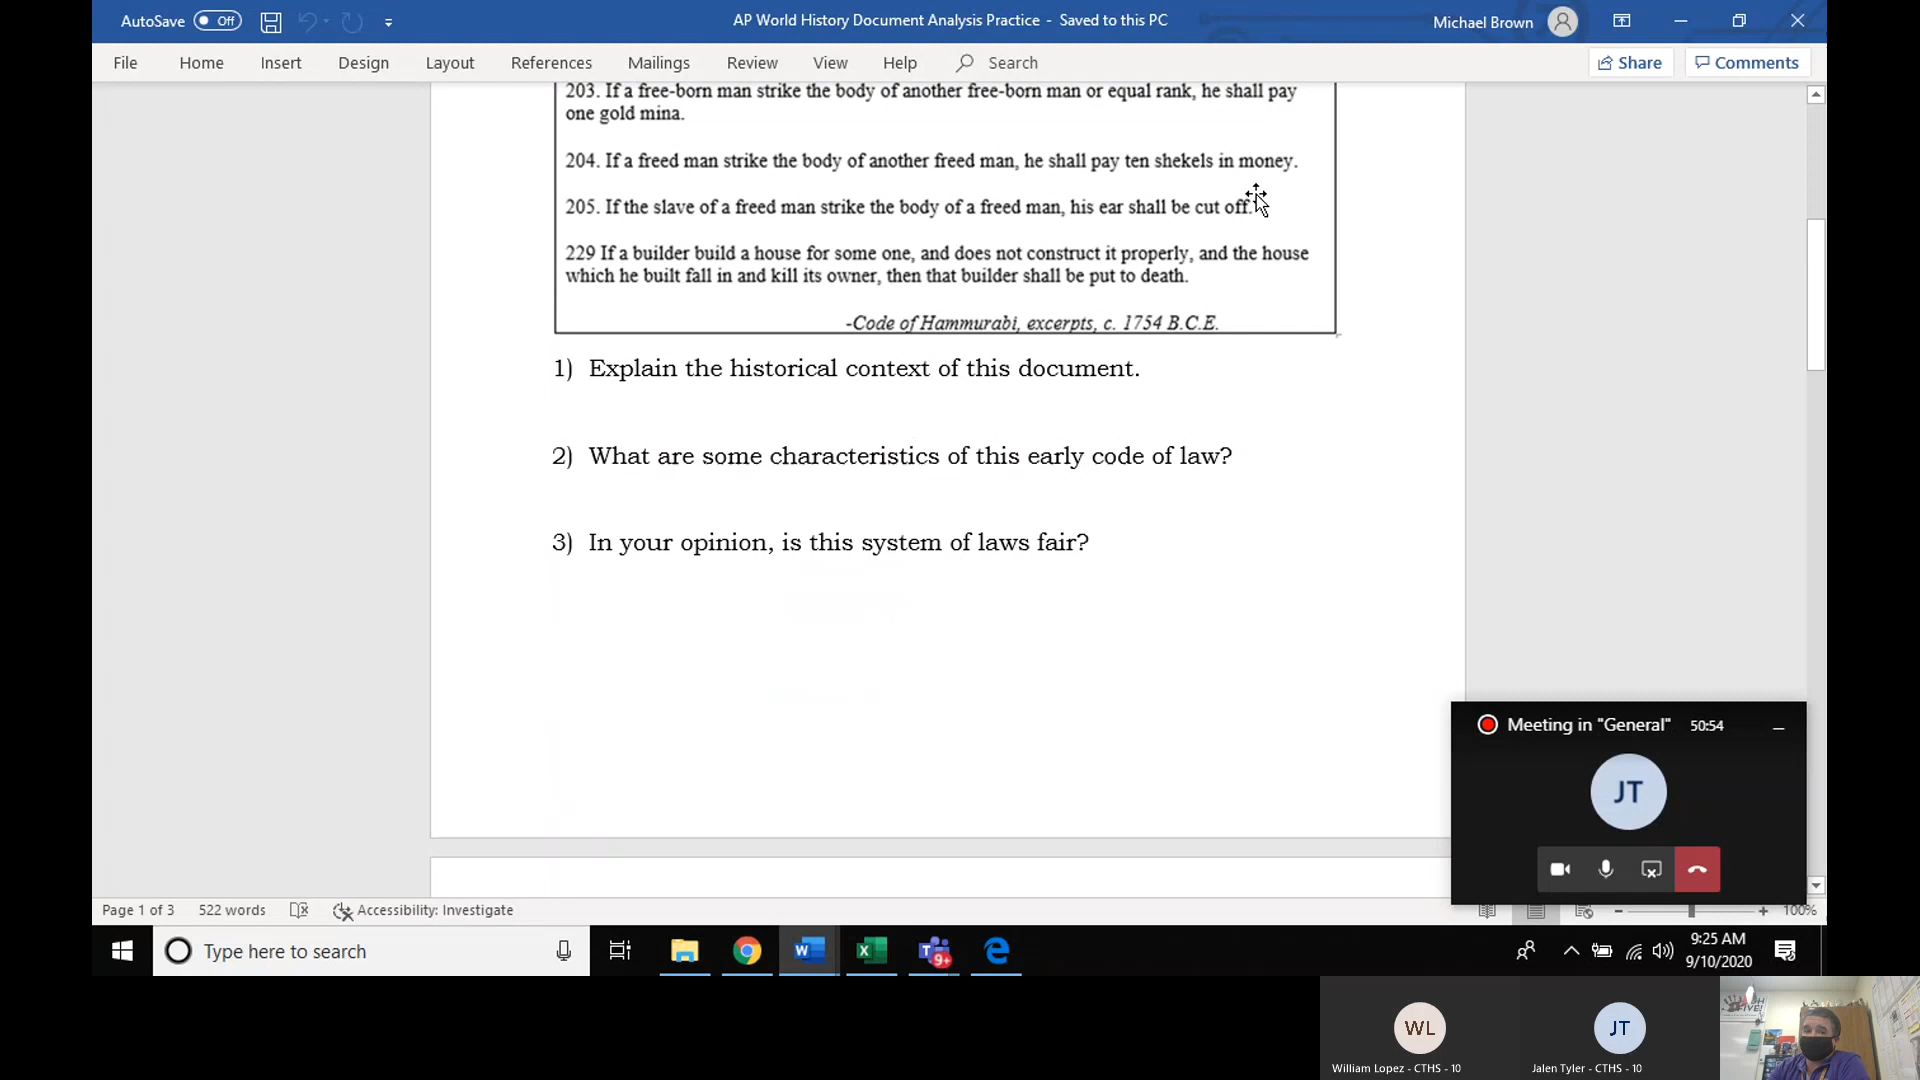 AutoSave Off
AP World History Document Analysis Practice - Saved to this PC
Michael Brown
File Home Insert Design Layout References Mailings Review View Help Search Share Comments
203. If a free-born man strike the body of another free-born man or equal rank, he shall pay
one gold mina.
204. If a freed man strike the body of another freed man, he shall pay ten shekels in money.
205. If the slave of a freed man strike the body of a freed man, his ear shall be cut off.
229 If a builder build a house for some one, and does not construct it properly, and the house
which he built fall in and kill its owner, then that builder shall be put to death.
-Code of Hammurabi, excerpts, c. 1754 B.C.E.
1) Explain the historical context of this document.
2) What are some characteristics of this early code of law?
3) In your opinion, is this system of laws fair?
Meeting in "General" 50:54
JT
Page 1 of 3 522 words Accessibility: Investigate
100%
Type here to search
9+
9:25 AM
9/10/2020
WL
JT
William Lopez - CTHS - 10
Jalen Tyler - CTHS - 10